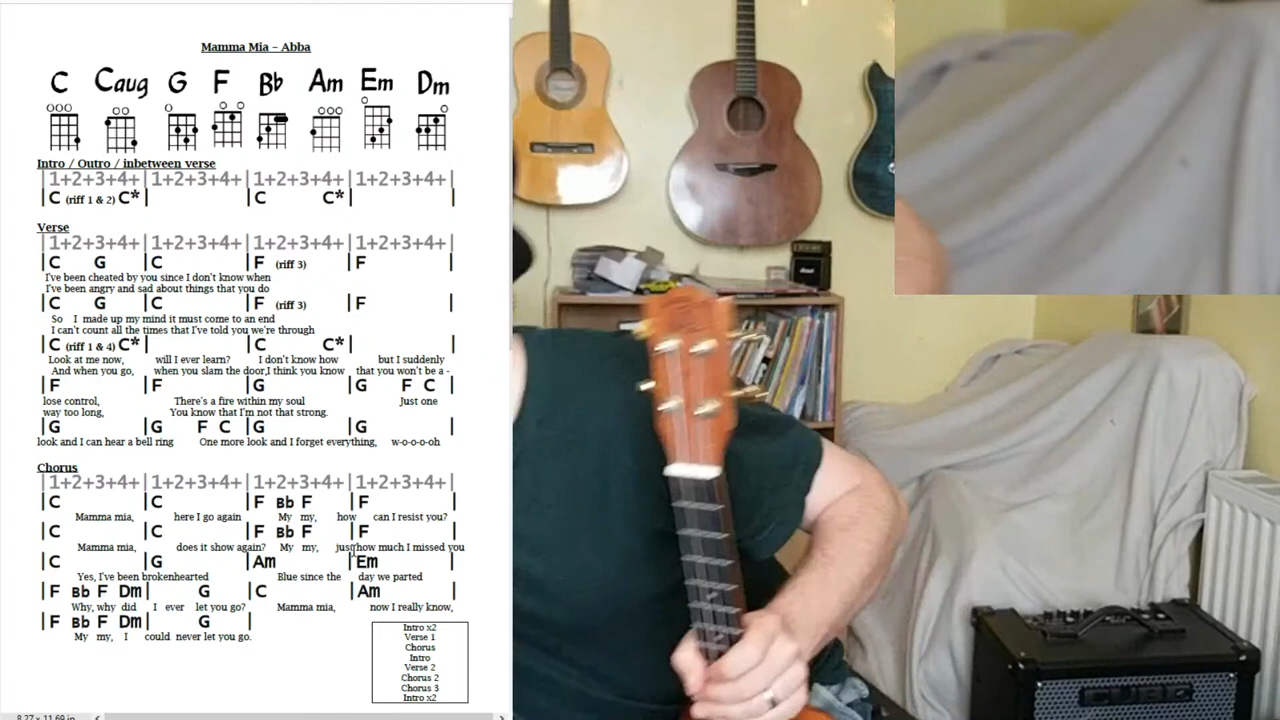 Mamma Mia – Abba
C Caug G F Bb Am Em Dm
Intro / Outro / inbetween verse
|1+2+3+4+|1+2+3+4+|1+2+3+4+|1+2+3+4+|
|C (riff 1 & 2) C*| |C C*| |
Verse
|1+2+3+4+|1+2+3+4+|1+2+3+4+|1+2+3+4+|
|C G |C |F (riff 3) |F |
I've been cheated by you since I don't know when
I've been angry and sad about things that you do
|C G |C |F (riff 3) |F |
So I made up my mind it must come to an end
I can't count all the times that I've told you we're through
|C (riff 1 & 4) C*| |C C*| |
Look at me now, will I ever learn? I don't know how but I suddenly
And when you go, when you slam the door,I think you know that you won't be a -
|F |F |G |G F C |
lose control, There's a fire within my soul Just one
way too long, You know that I'm not that strong.
|G |G F C |G |G |
look and I can hear a bell ring One more look and I forget everything, w-o-o-o-oh
Chorus
|1+2+3+4+|1+2+3+4+|1+2+3+4+|1+2+3+4+|
|C |C |F Bb F |F |
Mamma mia, here I go again My my, how can I resist you?
|C |C |F Bb F |F |
Mamma mia, does it show again? My my, just how much I missed you
|C |G |Am |Em |
Yes, I've been brokenhearted Blue since the day we parted
|F Bb F Dm| G |C |Am |
Why, why did I ever let you go? Mamma mia, now I really know,
|F Bb F Dm| G |
My my, I could never let you go.
Intro x2
Verse 1
Chorus
Intro
Verse 2
Chorus 2
Chorus 3
Intro x2
8.27 x 11.69 in